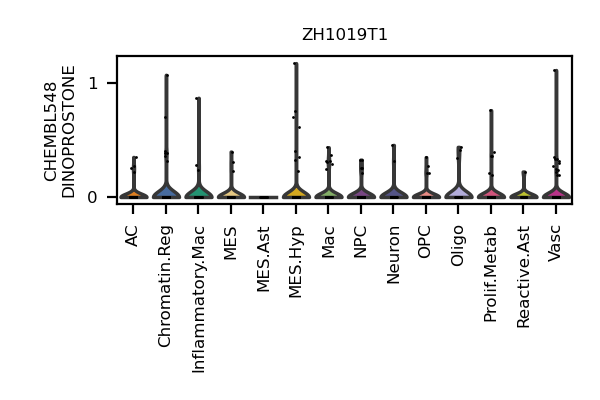 ZH1019T1
CHEMBL548
DINOPROSTONE
1
0
AC
Chromatin.Reg
Inflammatory.Mac
MES
MES.Ast
MES.Hyp
Mac
NPC
Neuron
OPC
Oligo
Prolif.Metab
Reactive.Ast
Vasc